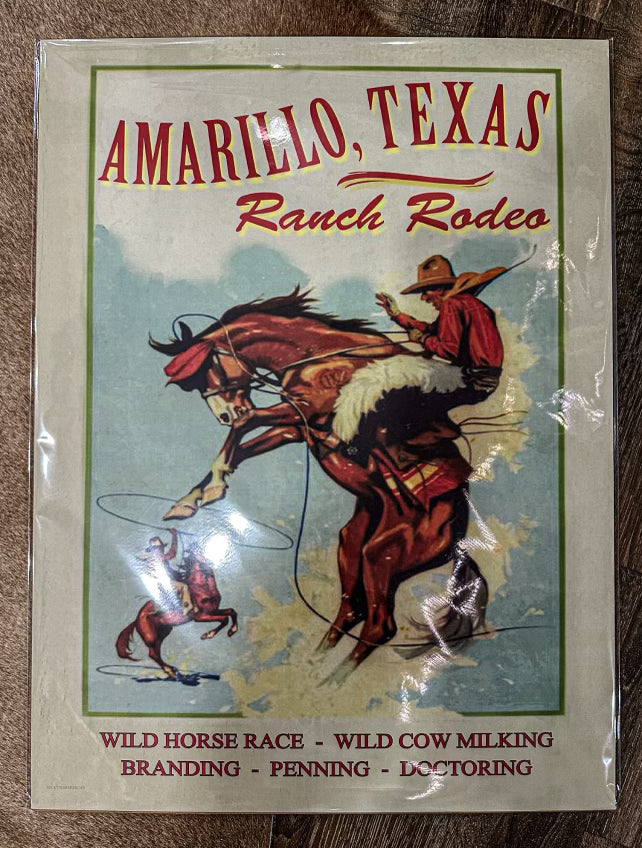 AMARILLO, TEXAS
Ranch Rodeo
WILD HORSE RACE - WILD COW MILKING
BRANDING - PENNING - DOCTORING